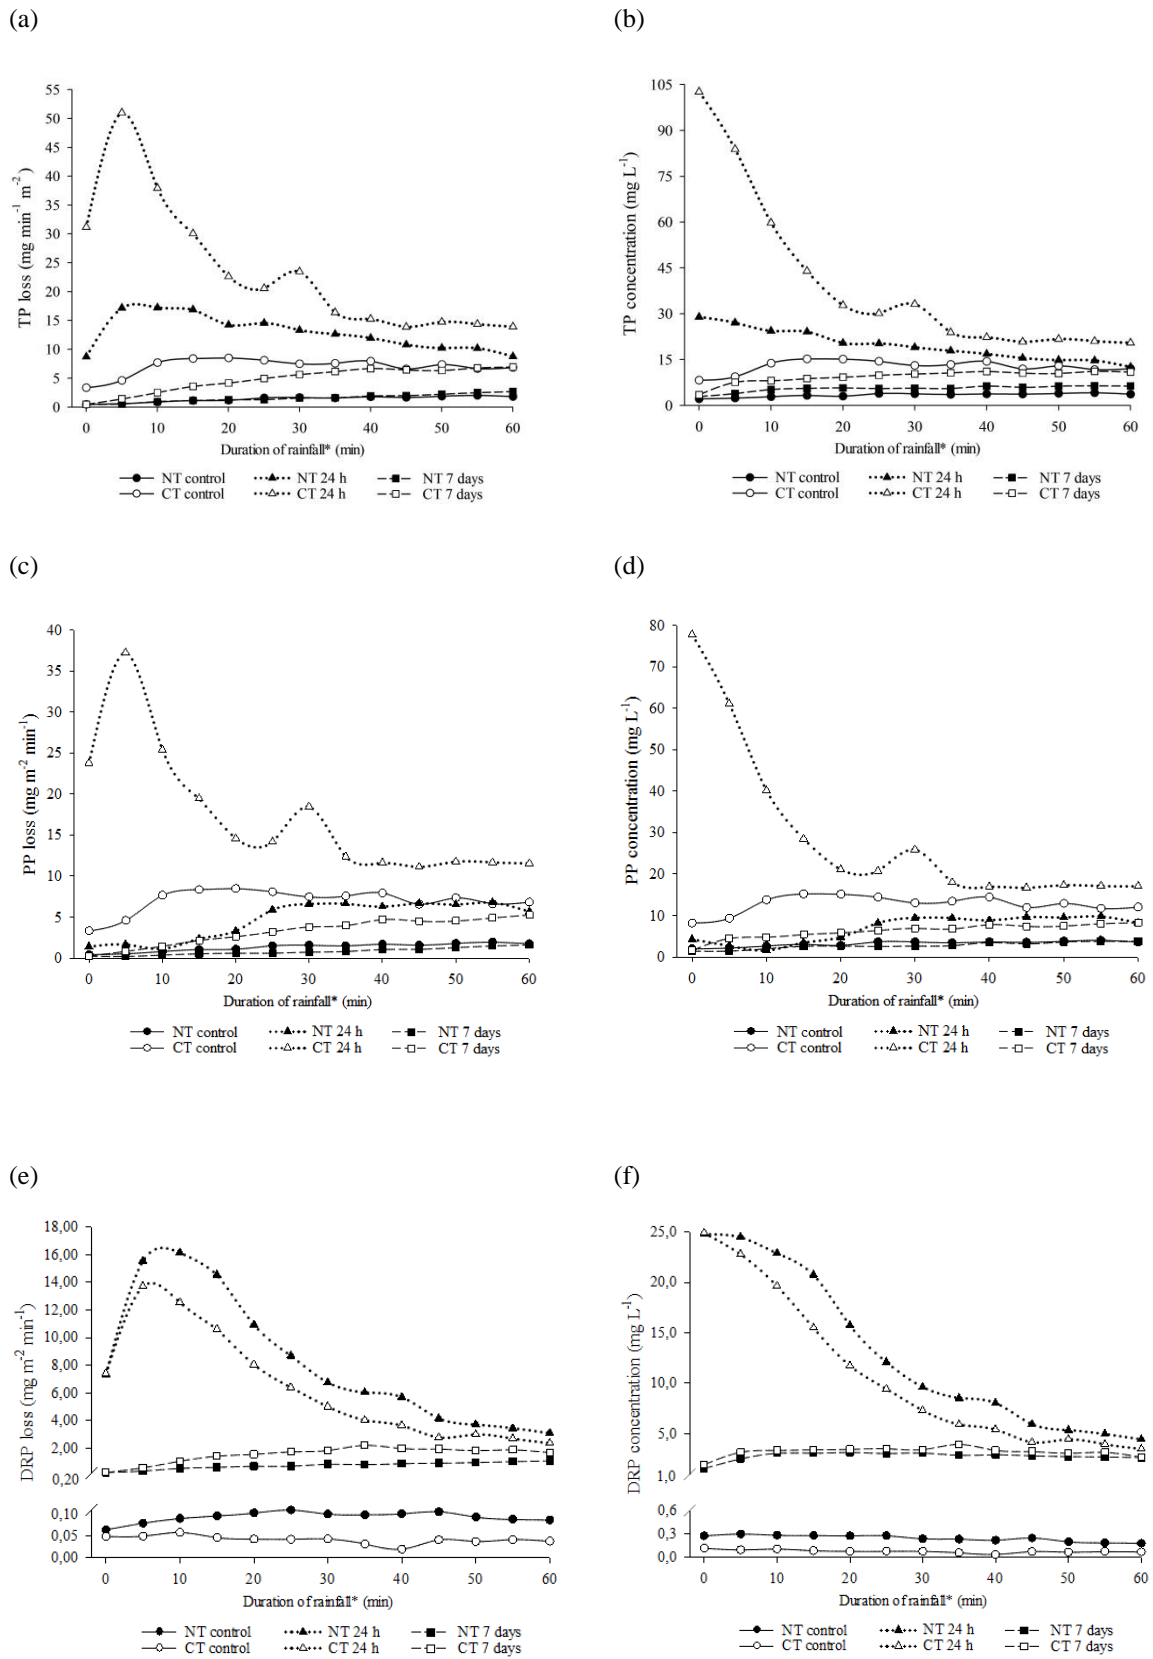 (a)
(b)
TP loss (mg min⁻¹ m⁻²)
55
50
45
40
35
30
25
20
15
10
5
0
0 10 20 30 40 50 60
Duration of rainfall* (min)
NT control NT 24 h NT 7 days
CT control CT 24 h CT 7 days
TP concentration (mg L⁻¹)
105
90
75
60
45
30
15
0
0 10 20 30 40 50 60
Duration of rainfall* (min)
NT control NT 24 h NT 7 days
CT control CT 24 h CT 7 days
(c)
(d)
PP loss (mg m⁻² min⁻¹)
40
35
30
25
20
15
10
5
0
0 10 20 30 40 50 60
Duration of rainfall* (min)
NT control NT 24 h NT 7 days
CT control CT 24 h CT 7 days
PP concentration (mg L⁻¹)
80
70
60
50
40
30
20
10
0
0 10 20 30 40 50 60
Duration of rainfall* (min)
NT control NT 24 h NT 7 days
CT control CT 24 h CT 7 days
(e)
(f)
DRP loss (mg m⁻² min⁻¹)
18,00
16,00
14,00
12,00
10,00
8,00
6,00
4,00
2,00
0,20
0,10
0,05
0,00
0 10 20 30 40 50 60
Duration of rainfall* (min)
NT control NT 24 h NT 7 days
CT control CT 24 h CT 7 days
DRP concentration (mg L⁻¹)
25,0
20,0
15,0
10,0
5,0
1,0
0,6
0,3
0,0
0 10 20 30 40 50 60
Duration of rainfall* (min)
NT control NT 24 h NT 7 days
CT control CT 24 h CT 7 days